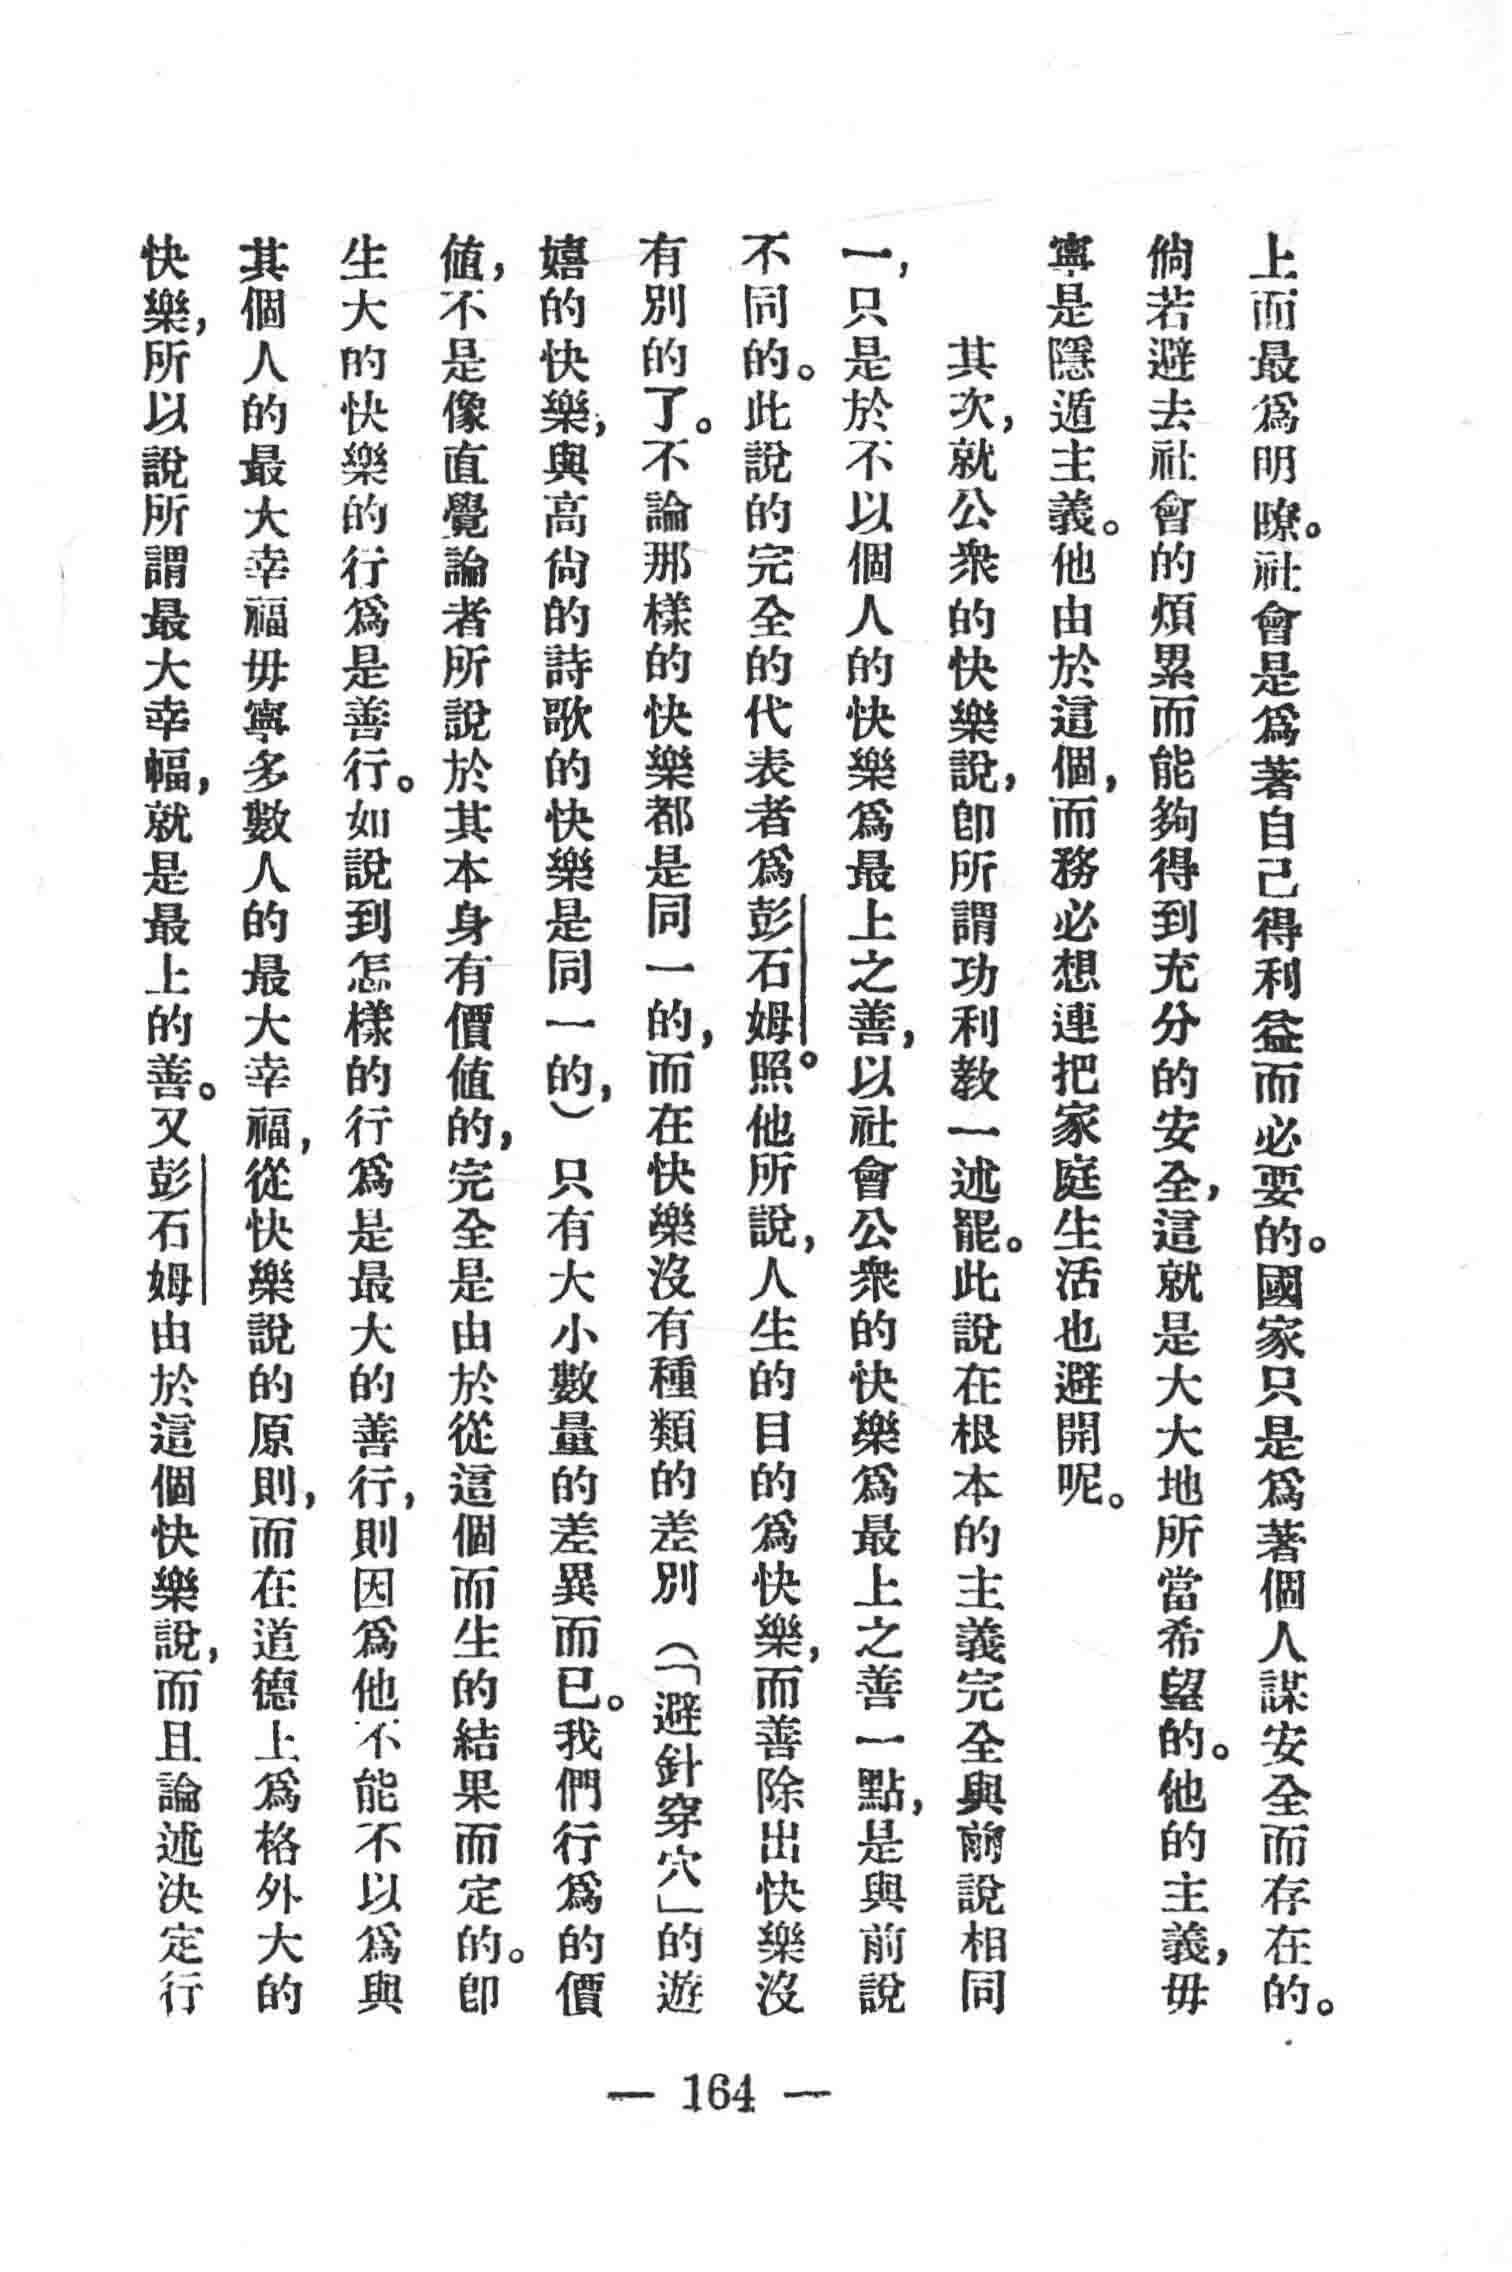 上而最爲明瞭。社會是爲著自己得利益而必要的。國家只是爲著個人謀安全而存在的。
倘若避去社會的煩累而能夠得到充分的安全，這就是大大地所當希望的。他的主義，毋
寧是隱遁主義。他由於這個，而務必想連把家庭生活也避開呢。
其次，就公衆的快樂說，卽所謂功利教一述罷。此說在根本的主義完全與前說相同
一，只是於不以個人的快樂爲最上之善，以社會公衆的快樂爲最上之善一點，是與前說
不同的。此說的完全的代表者爲彭石姆。照他所說，人生的目的爲快樂，而善除出快樂沒
有別的了。不論那樣的快樂都是同一的，而在快樂沒有種類的差別（「避針穿穴」的遊
嬉的快樂，與高尙的詩歌的快樂是同一的，）只有大小數量的差異而已。我們行爲的價
値，不是像直覺論者所說於其本身有價値的，完全是由於從這個而生的結果而定的。卽
生大的快樂的行爲是善行。如說到怎樣的行爲是最大的善行，則因爲他不能不以爲與
其個人的最大幸福毋寧多數人的最大幸福，從快樂說的原則，而在道德上爲格外大的
快樂，所以說所謂最大幸幅，就是最上的善。又彭石姆由於這個快樂說，而且論述決定行
— 164 —